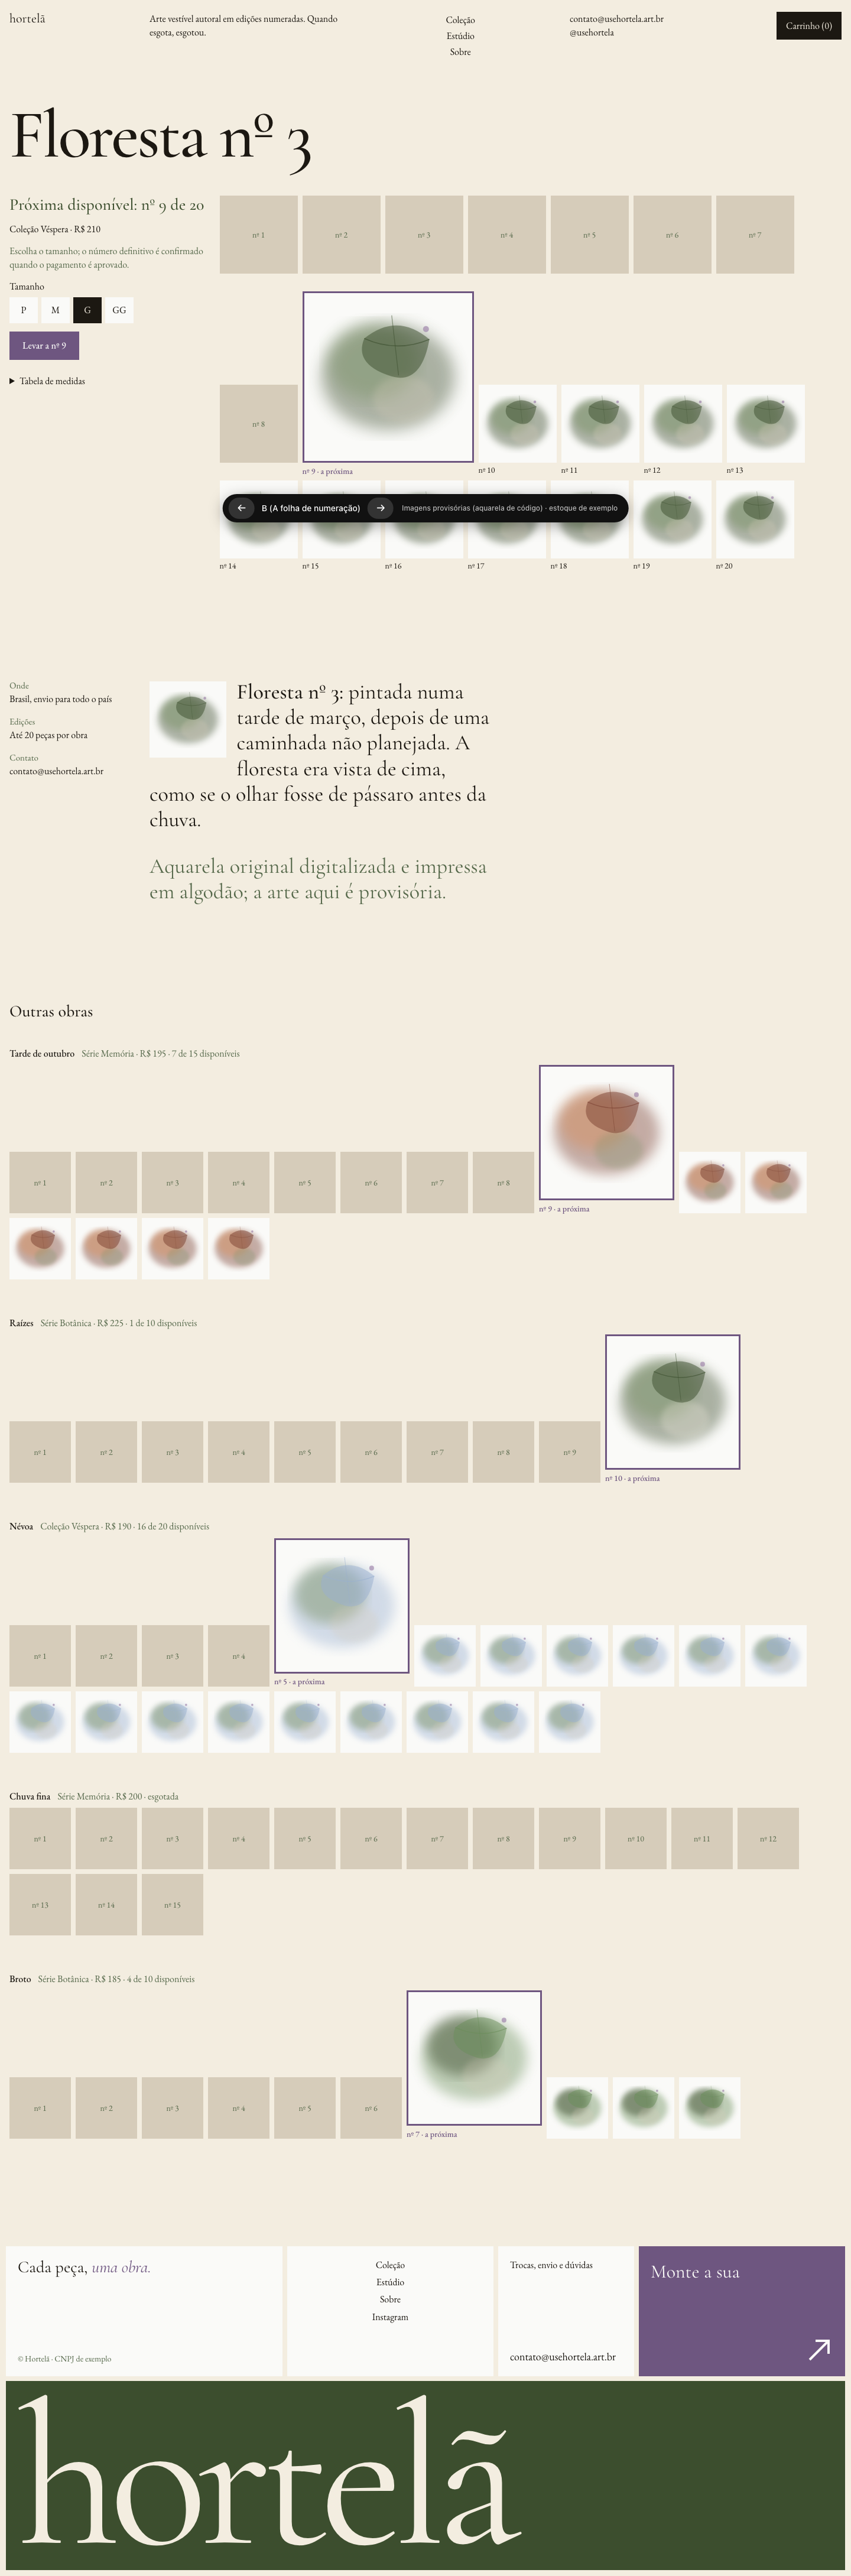 hortelã
Arte vestível autoral em edições numeradas. Quando
esgota, esgotou.
Coleção
Estúdio
Sobre
contato@usehortela.art.br
@usehortela
Carrinho (0)
Floresta nº 3
Próxima disponível: nº 9 de 20
Coleção Véspera · R$ 210
Escolha o tamanho; o número definitivo é confirmado
quando o pagamento é aprovado.
Tamanho
P M G GG
Levar a nº 9
Tabela de medidas
nº 1 nº 2 nº 3 nº 4 nº 5 nº 6 nº 7
nº 8
nº 9 · a próxima
nº 10 nº 11 nº 12 nº 13
B (A folha de numeração)
Imagens provisórias (aquarela de código) · estoque de exemplo
nº 14 nº 15 nº 16 nº 17 nº 18 nº 19 nº 20
Onde
Brasil, envio para todo o país
Edições
Até 20 peças por obra
Contato
contato@usehortela.art.br
Floresta nº 3: pintada numa
tarde de março, depois de uma
caminhada não planejada. A
floresta era vista de cima,
como se o olhar fosse de pássaro antes da
chuva.
Aquarela original digitalizada e impressa
em algodão; a arte aqui é provisória.
Outras obras
Tarde de outubro Série Memória · R$ 195 · 7 de 15 disponíveis
nº 1 nº 2 nº 3 nº 4 nº 5 nº 6 nº 7 nº 8
nº 9 · a próxima
Raízes Série Botânica · R$ 225 · 1 de 10 disponíveis
nº 1 nº 2 nº 3 nº 4 nº 5 nº 6 nº 7 nº 8 nº 9
nº 10 · a próxima
Névoa Coleção Véspera · R$ 190 · 16 de 20 disponíveis
nº 1 nº 2 nº 3 nº 4
nº 5 · a próxima
Chuva fina Série Memória · R$ 200 · esgotada
nº 1 nº 2 nº 3 nº 4 nº 5 nº 6 nº 7 nº 8 nº 9 nº 10 nº 11 nº 12
nº 13 nº 14 nº 15
Broto Série Botânica · R$ 185 · 4 de 10 disponíveis
nº 1 nº 2 nº 3 nº 4 nº 5 nº 6
nº 7 · a próxima
Cada peça, uma obra.
© Hortelã · CNPJ de exemplo
Coleção
Estúdio
Sobre
Instagram
Trocas, envio e dúvidas
contato@usehortela.art.br
Monte a sua
hortelã